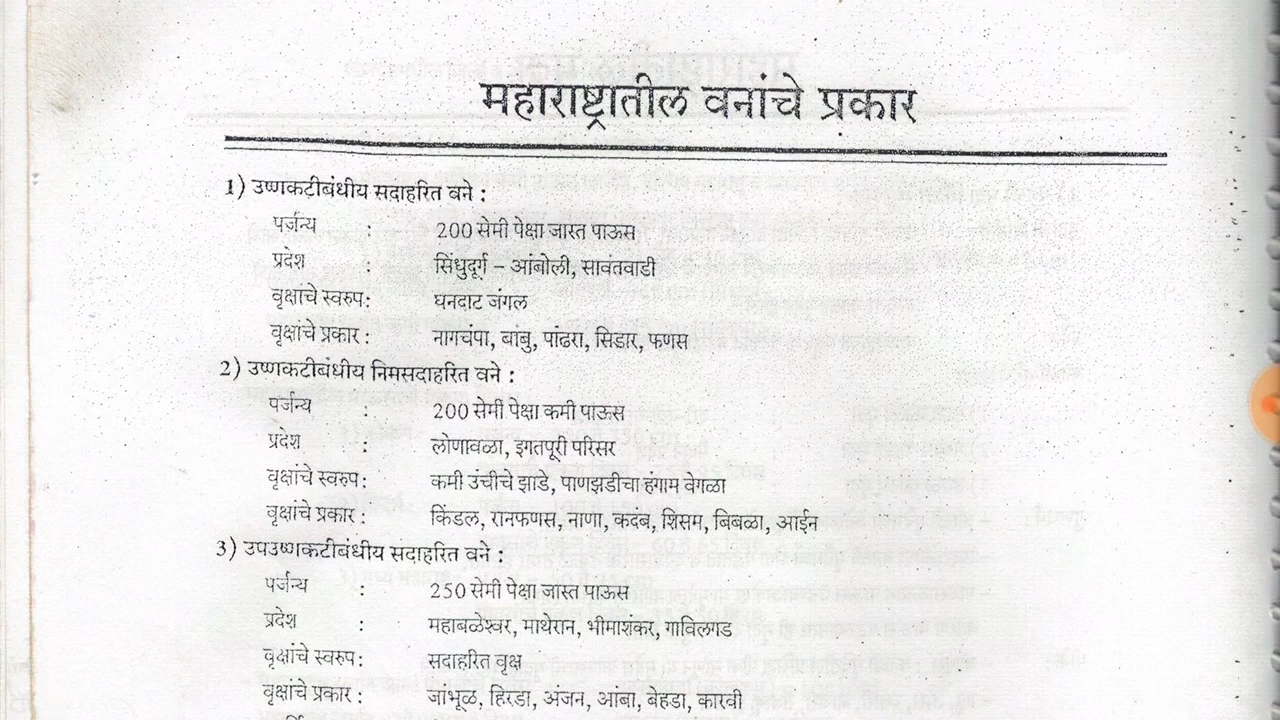 महाराष्ट्रातील वनांचे प्रकार
1) उष्णकटीबंधीय सदाहरित वने :
पर्जन्य : 200 सेमी पेक्षा जास्त पाऊस
प्रदेश : सिंधुदूर्ग – आंबोली, सावंतवाडी
वृक्षांचे स्वरुप: घनदाट जंगल
वृक्षांचे प्रकार : नागचंपा, बांबु, पांढरा, सिडार, फणस
2) उष्णकटीबंधीय निमसदाहरित वने :
पर्जन्य : 200 सेमी पेक्षा कमी पाऊस
प्रदेश : लोणावळा, इगतपूरी परिसर
वृक्षांचे स्वरुप: कमी उंचीचे झाडे, पाणझडीचा हंगाम वेगळा
वृक्षांचे प्रकार : किंडल, रानफणस, नाणा, कदंब, शिसम, बिबळा, आईन
3) उपउष्णकटीबंधीय सदाहरित वने :
पर्जन्य : 250 सेमी पेक्षा जास्त पाऊस
प्रदेश : महाबळेश्वर, माथेरान, भीमाशंकर, गाविलगड
वृक्षांचे स्वरुप: सदाहरित वृक्ष
वृक्षांचे प्रकार : जांभूळ, हिरडा, अंजन, आंबा, बेहडा, कारवी